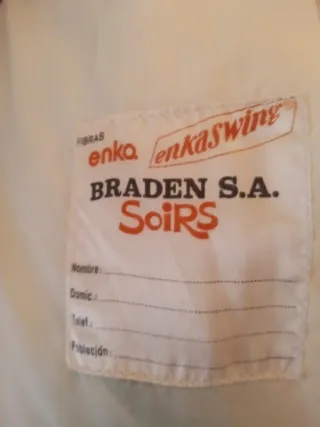 FIBRAS
enka enkaswing
BRADEN S.A.
SOIRS
Nombre:
Domic.:
Telef.:
Población: